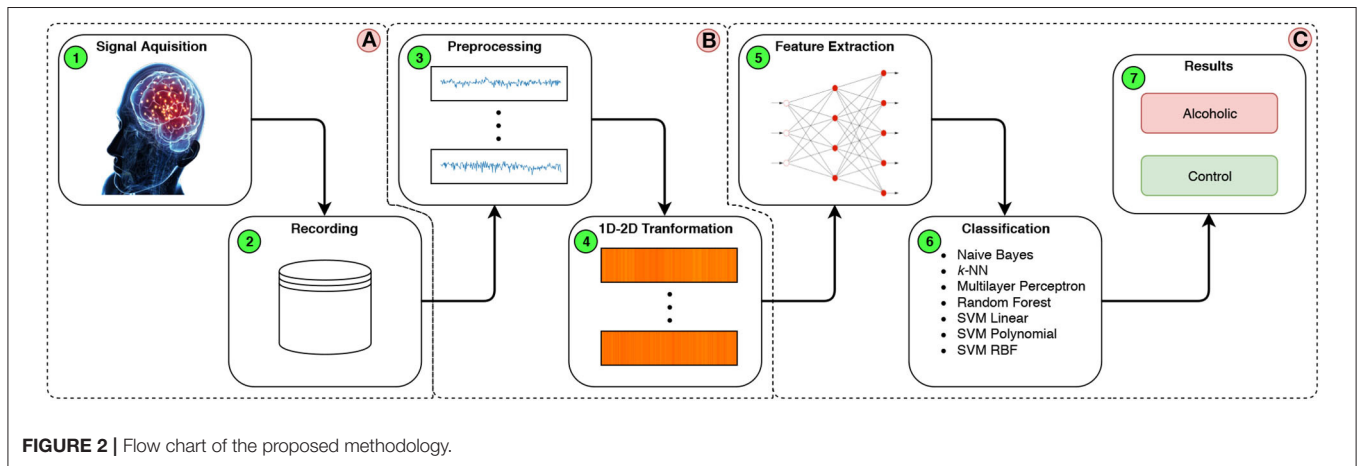 A
1
Signal Aquisition
2
Recording
B
3
Preprocessing
4
1D-2D Tranformation
C
5
Feature Extraction
6
Classification
• Naive Bayes
• k-NN
• Multilayer Perceptron
• Random Forest
• SVM Linear
• SVM Polynomial
• SVM RBF
7
Results
Alcoholic
Control
FIGURE 2 | Flow chart of the proposed methodology.